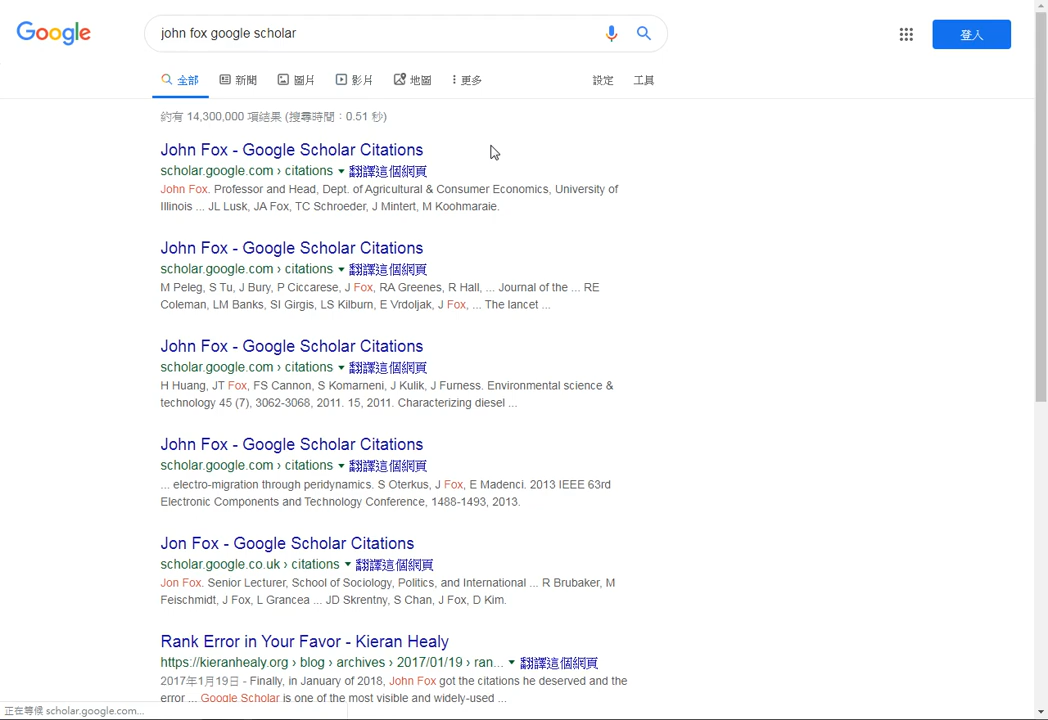 Google
john fox google scholar
登入
全部 新聞 圖片 影片 地圖 更多 設定 工具
約有 14,300,000 項結果 (搜尋時間：0.51 秒)
John Fox - Google Scholar Citations
scholar.google.com › citations ▾ 翻譯這個網頁
John Fox. Professor and Head, Dept. of Agricultural & Consumer Economics, University of
Illinois ... JL Lusk, JA Fox, TC Schroeder, J Mintert, M Koohmaraie.
John Fox - Google Scholar Citations
scholar.google.com › citations ▾ 翻譯這個網頁
M Peleg, S Tu, J Bury, P Ciccarese, J Fox, RA Greenes, R Hall, ... Journal of the ... RE
Coleman, LM Banks, SI Girgis, LS Kilburn, E Vrdoljak, J Fox, ... The lancet ...
John Fox - Google Scholar Citations
scholar.google.com › citations ▾ 翻譯這個網頁
H Huang, JT Fox, FS Cannon, S Komarneni, J Kulik, J Furness. Environmental science &
technology 45 (7), 3062-3068, 2011. 15, 2011. Characterizing diesel ...
John Fox - Google Scholar Citations
scholar.google.com › citations ▾ 翻譯這個網頁
... electro-migration through peridynamics. S Oterkus, J Fox, E Madenci. 2013 IEEE 63rd
Electronic Components and Technology Conference, 1488-1493, 2013.
Jon Fox - Google Scholar Citations
scholar.google.co.uk › citations ▾ 翻譯這個網頁
Jon Fox. Senior Lecturer, School of Sociology, Politics, and International ... R Brubaker, M
Feischmidt, J Fox, L Grancea ... JD Skrentny, S Chan, J Fox, D Kim.
Rank Error in Your Favor - Kieran Healy
https://kieranhealy.org › blog › archives › 2017/01/19 › ran... ▾ 翻譯這個網頁
2017年1月19日 - Finally, in January of 2018, John Fox got the citations he deserved and the
error ... Google Scholar is one of the most visible and widely-used ...
正在等候 scholar.google.com...